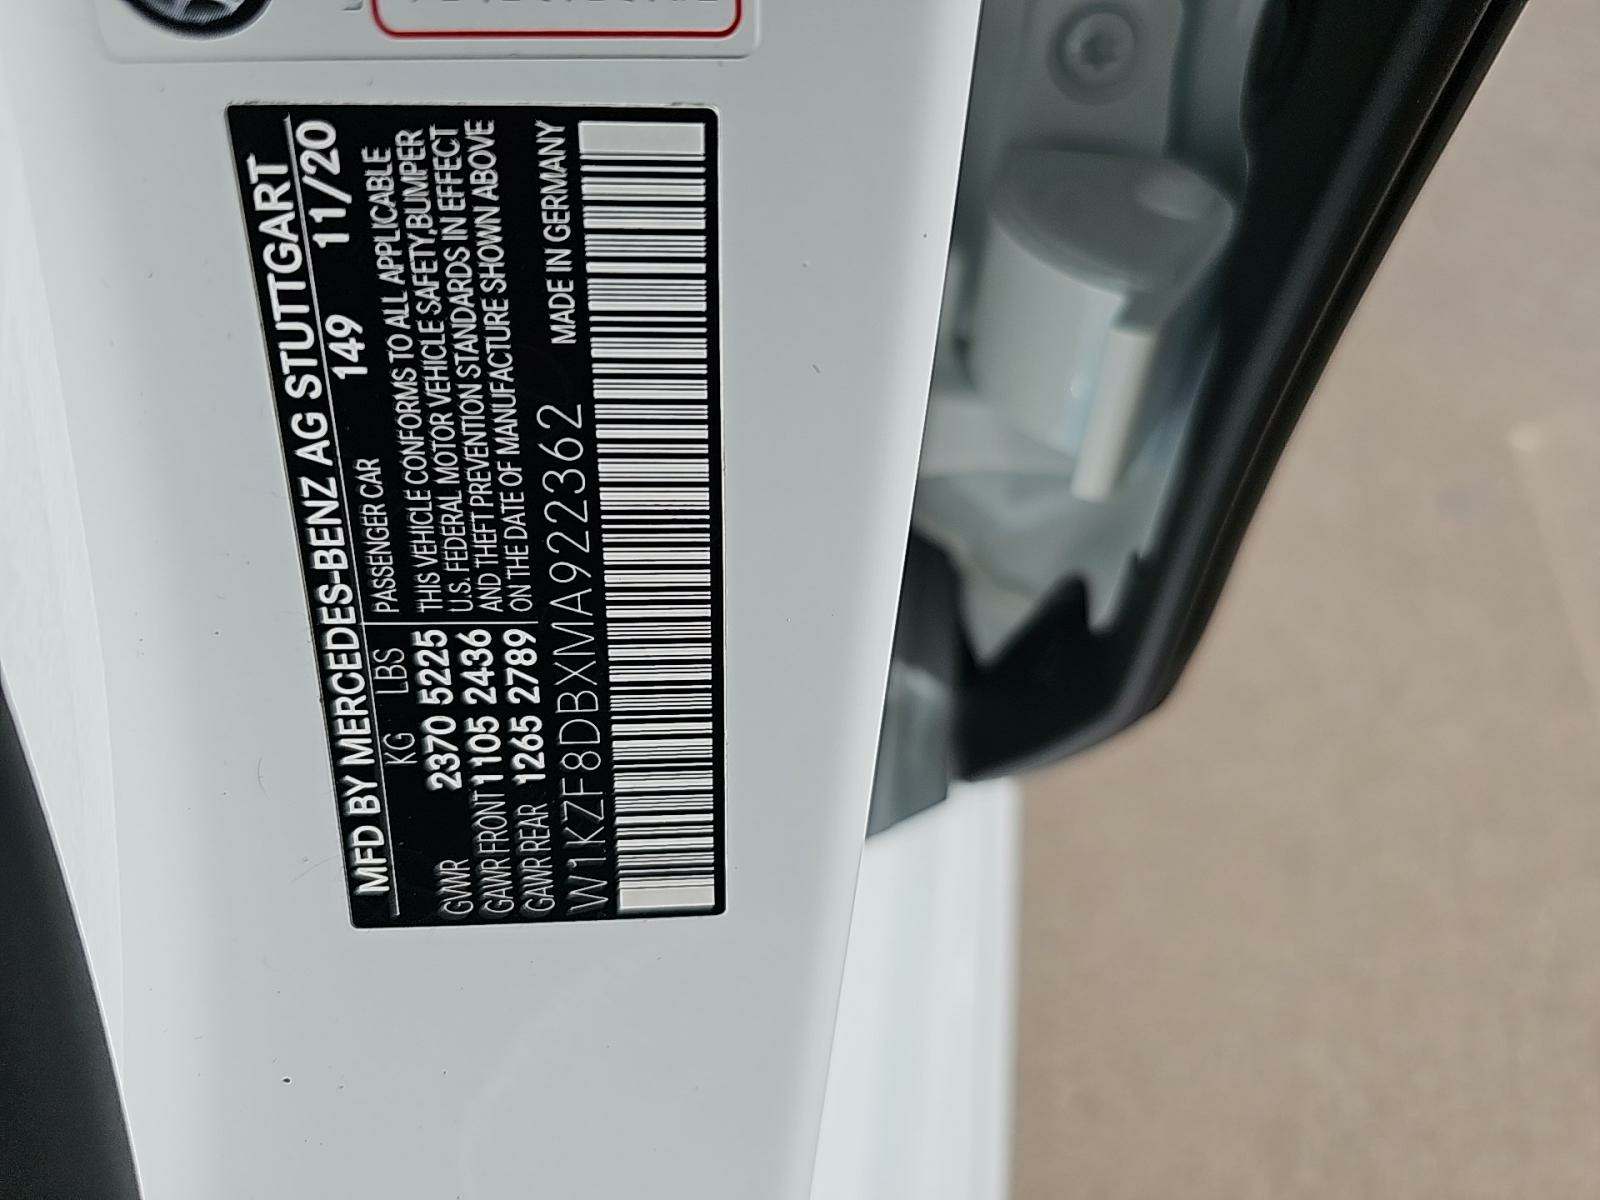 MFD BY MERCEDES-BENZ AG STUTTGART
KG LBS 149 11/20
PASSENGER CAR
GWR 2370 5225
GAWR FRONT 1105 2436
GAWR REAR 1265 2789
THIS VEHICLE CONFORMS TO ALL APPLICABLE
U.S. FEDERAL MOTOR VEHICLE SAFETY,BUMPER
AND THEFT PREVENTION STANDARDS IN EFFECT
ON THE DATE OF MANUFACTURE SHOWN ABOVE
W1KZF8DBXMA922362 MADE IN GERMANY